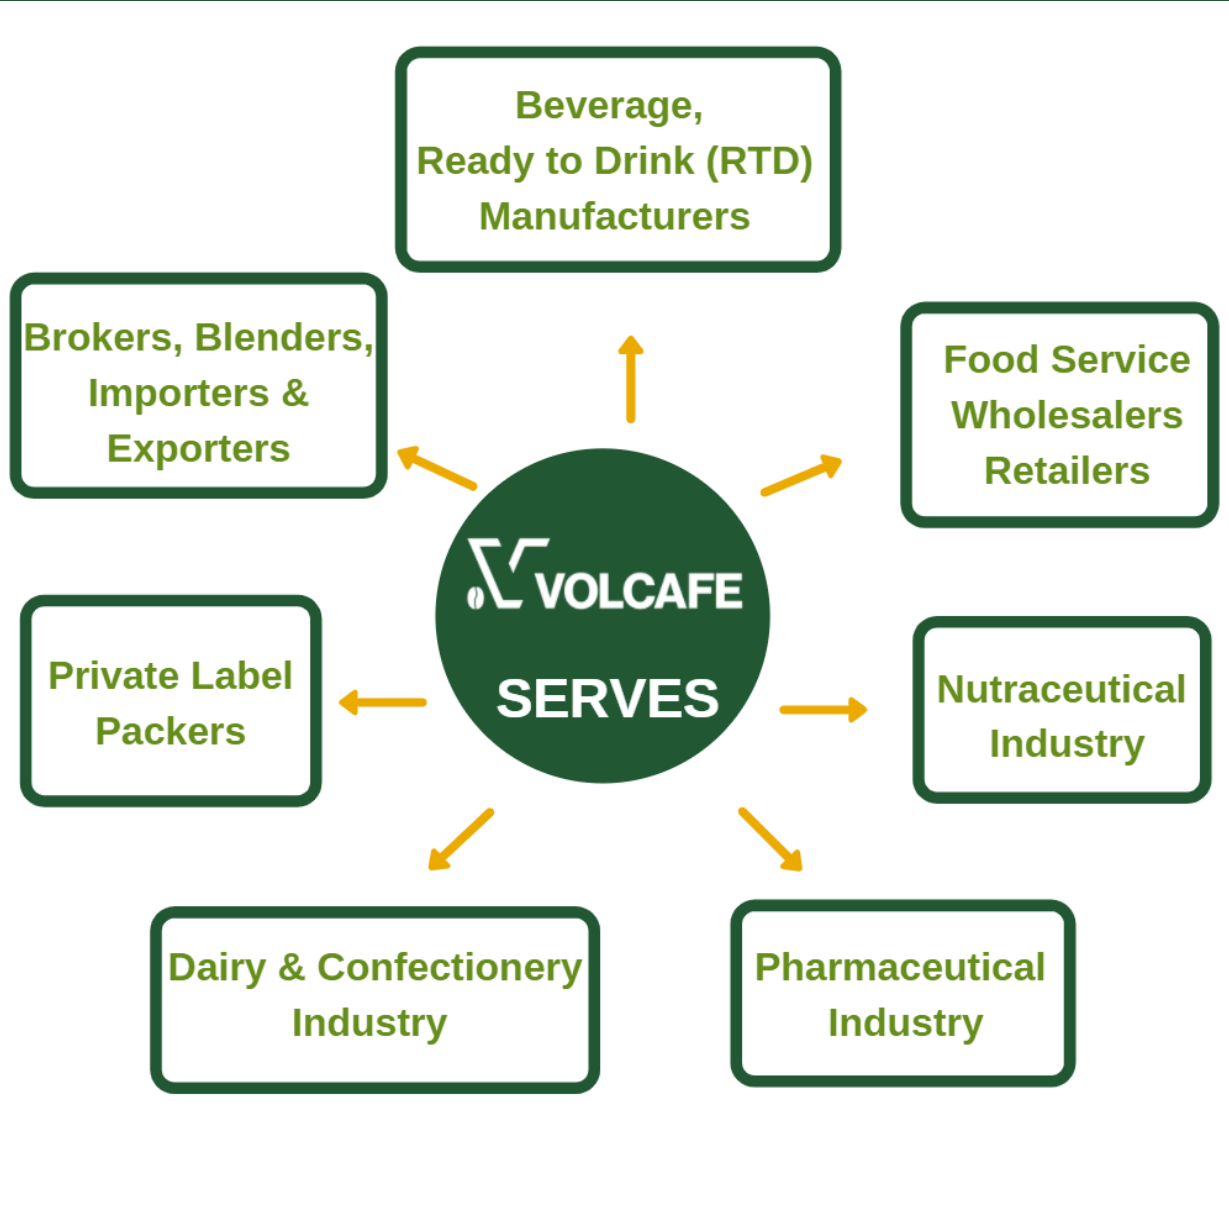 Beverage,
Ready to Drink (RTD)
Manufacturers
Brokers, Blenders,
Importers &
Exporters
Food Service
Wholesalers
Retailers
VOLCAFE
SERVES
Private Label
Packers
Nutraceutical
Industry
Dairy & Confectionery
Industry
Pharmaceutical
Industry